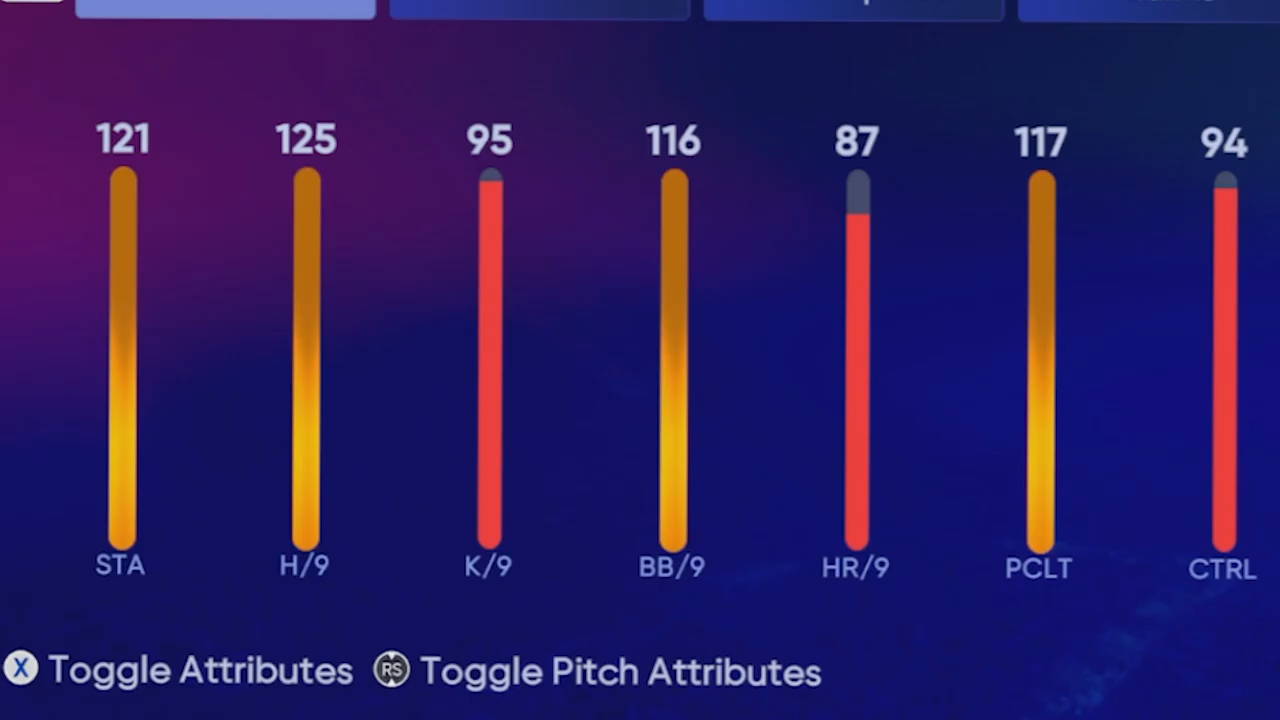 121 125 95 116 87 117 94
STA H/9 K/9 BB/9 HR/9 PCLT CTRL
X Toggle Attributes RS Toggle Pitch Attributes